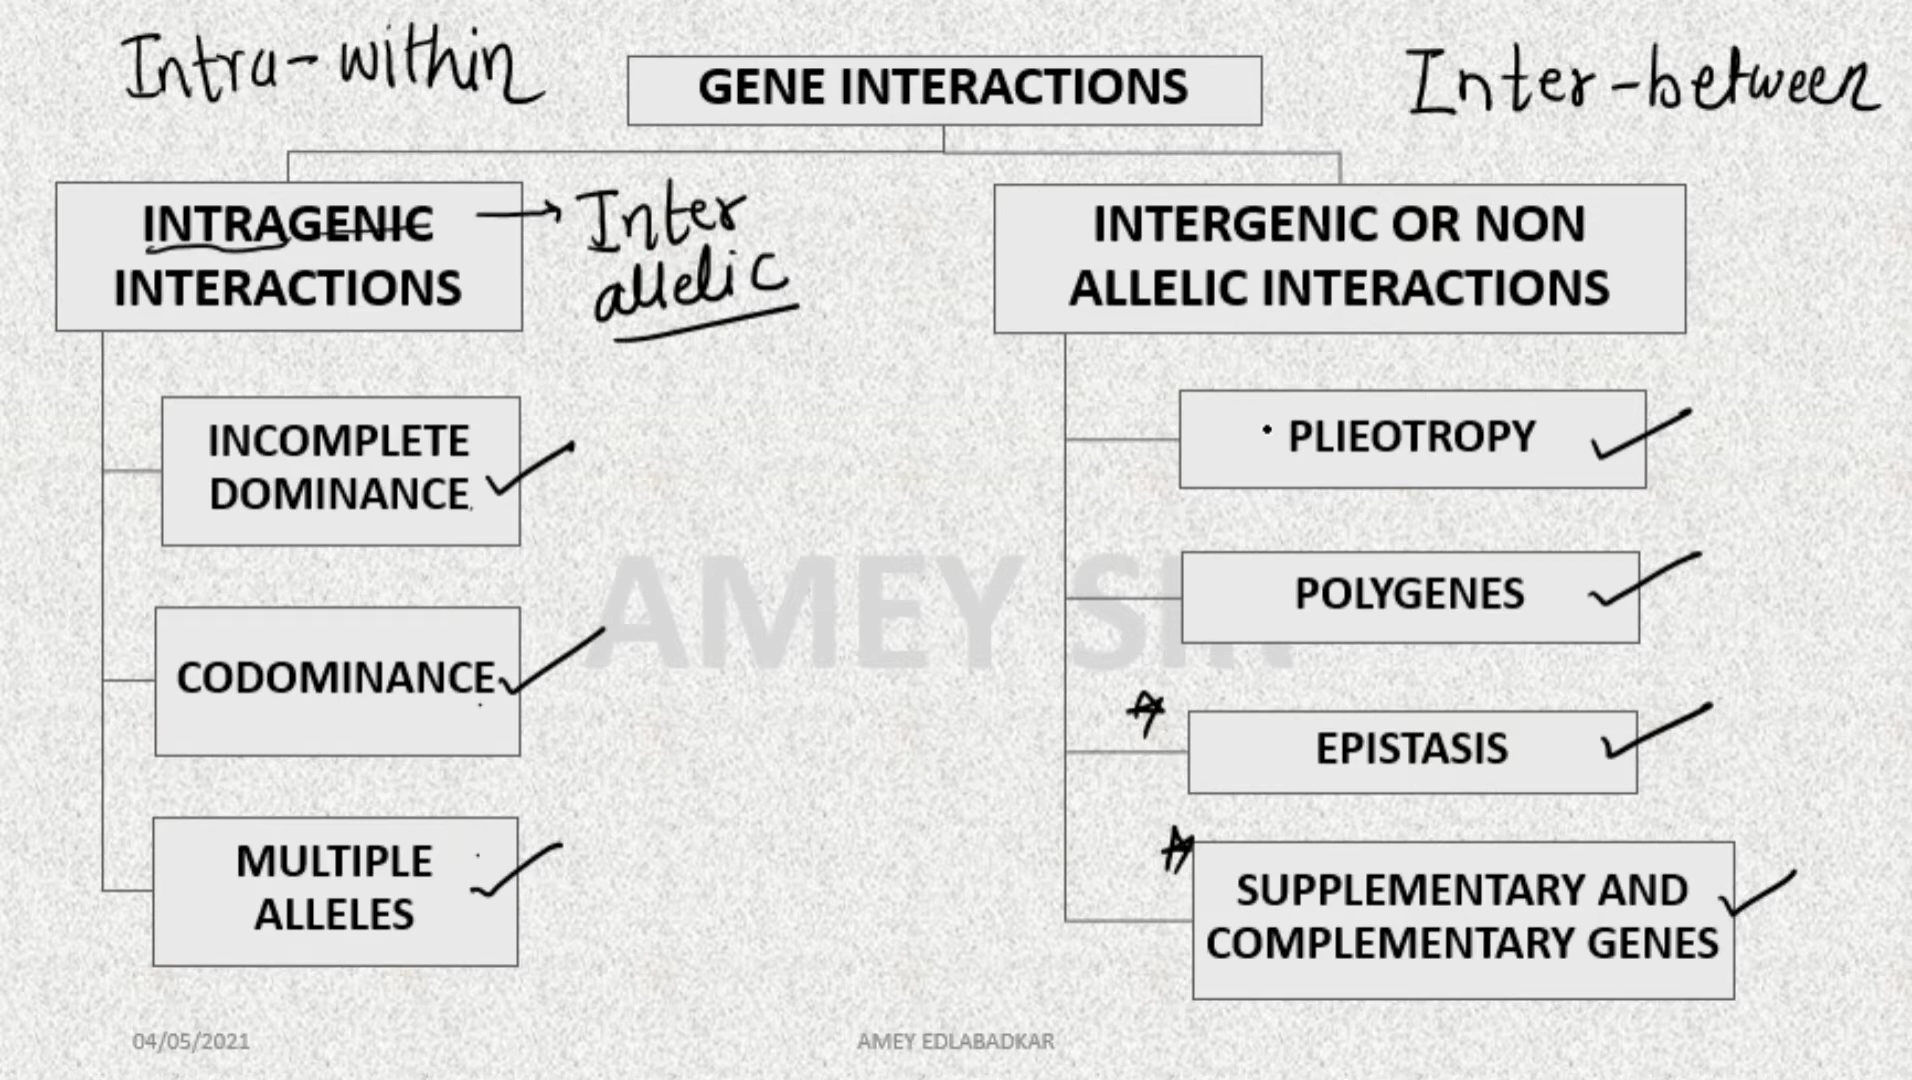 Intra-within
GENE INTERACTIONS
Inter-between
INTRAGENIC
INTERACTIONS
Inter
allelic
INTERGENIC OR NON
ALLELIC INTERACTIONS
INCOMPLETE
DOMINANCE
CODOMINANCE
MULTIPLE
ALLELES
PLIEOTROPY
POLYGENES
EPISTASIS
SUPPLEMENTARY AND
COMPLEMENTARY GENES
AMEY SIR
04/05/2021
AMEY EDLABADKAR